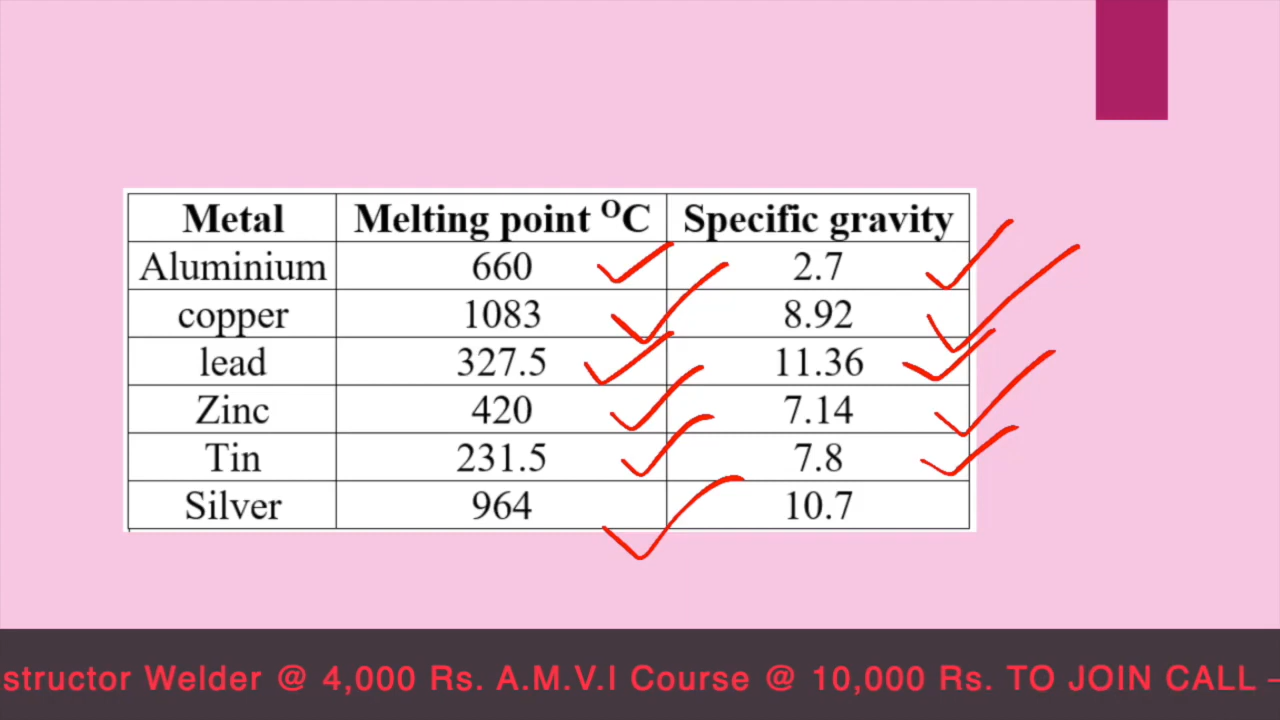 Metal Melting point ᴼC Specific gravity
Aluminium 660 2.7
copper 1083 8.92
lead 327.5 11.36
Zinc 420 7.14
Tin 231.5 7.8
Silver 964 10.7
structor Welder @ 4,000 Rs. A.M.V.I Course @ 10,000 Rs. TO JOIN CALL -